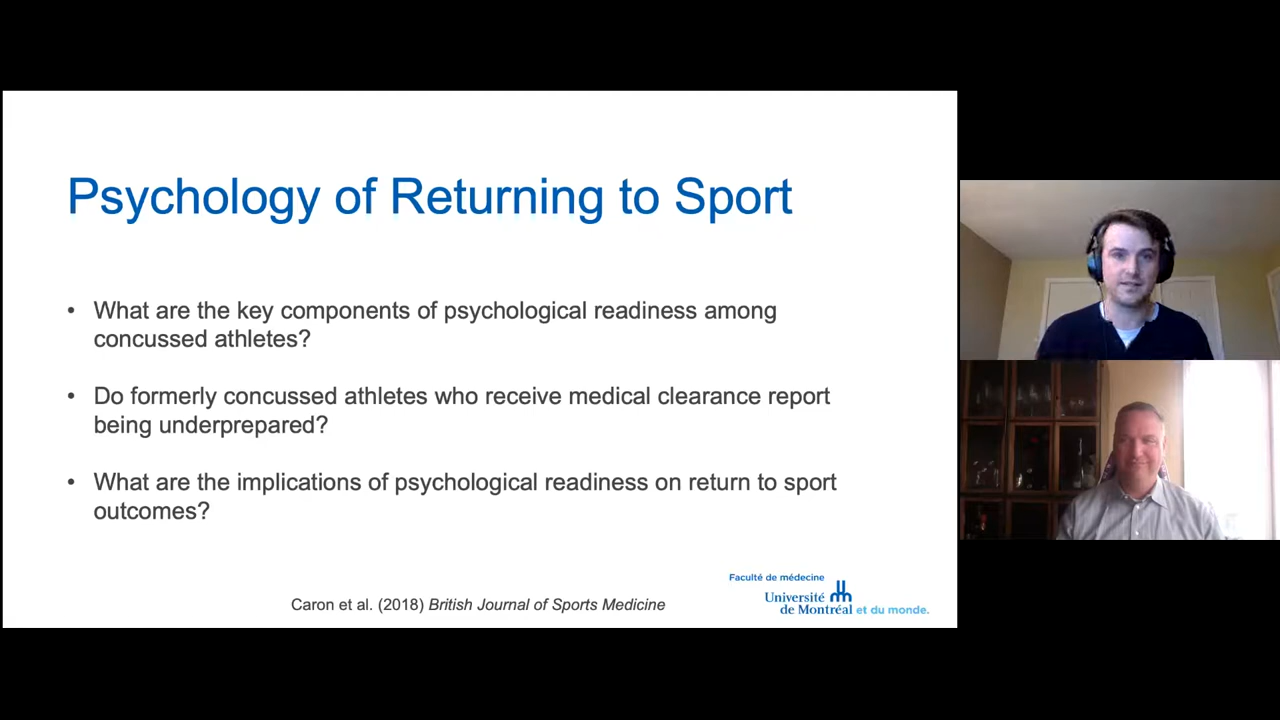 Psychology of Returning to Sport
• What are the key components of psychological readiness among
concussed athletes?
• Do formerly concussed athletes who receive medical clearance report
being underprepared?
• What are the implications of psychological readiness on return to sport
outcomes?
Caron et al. (2018) British Journal of Sports Medicine
Faculté de médecine
Université
de Montréal et du monde.